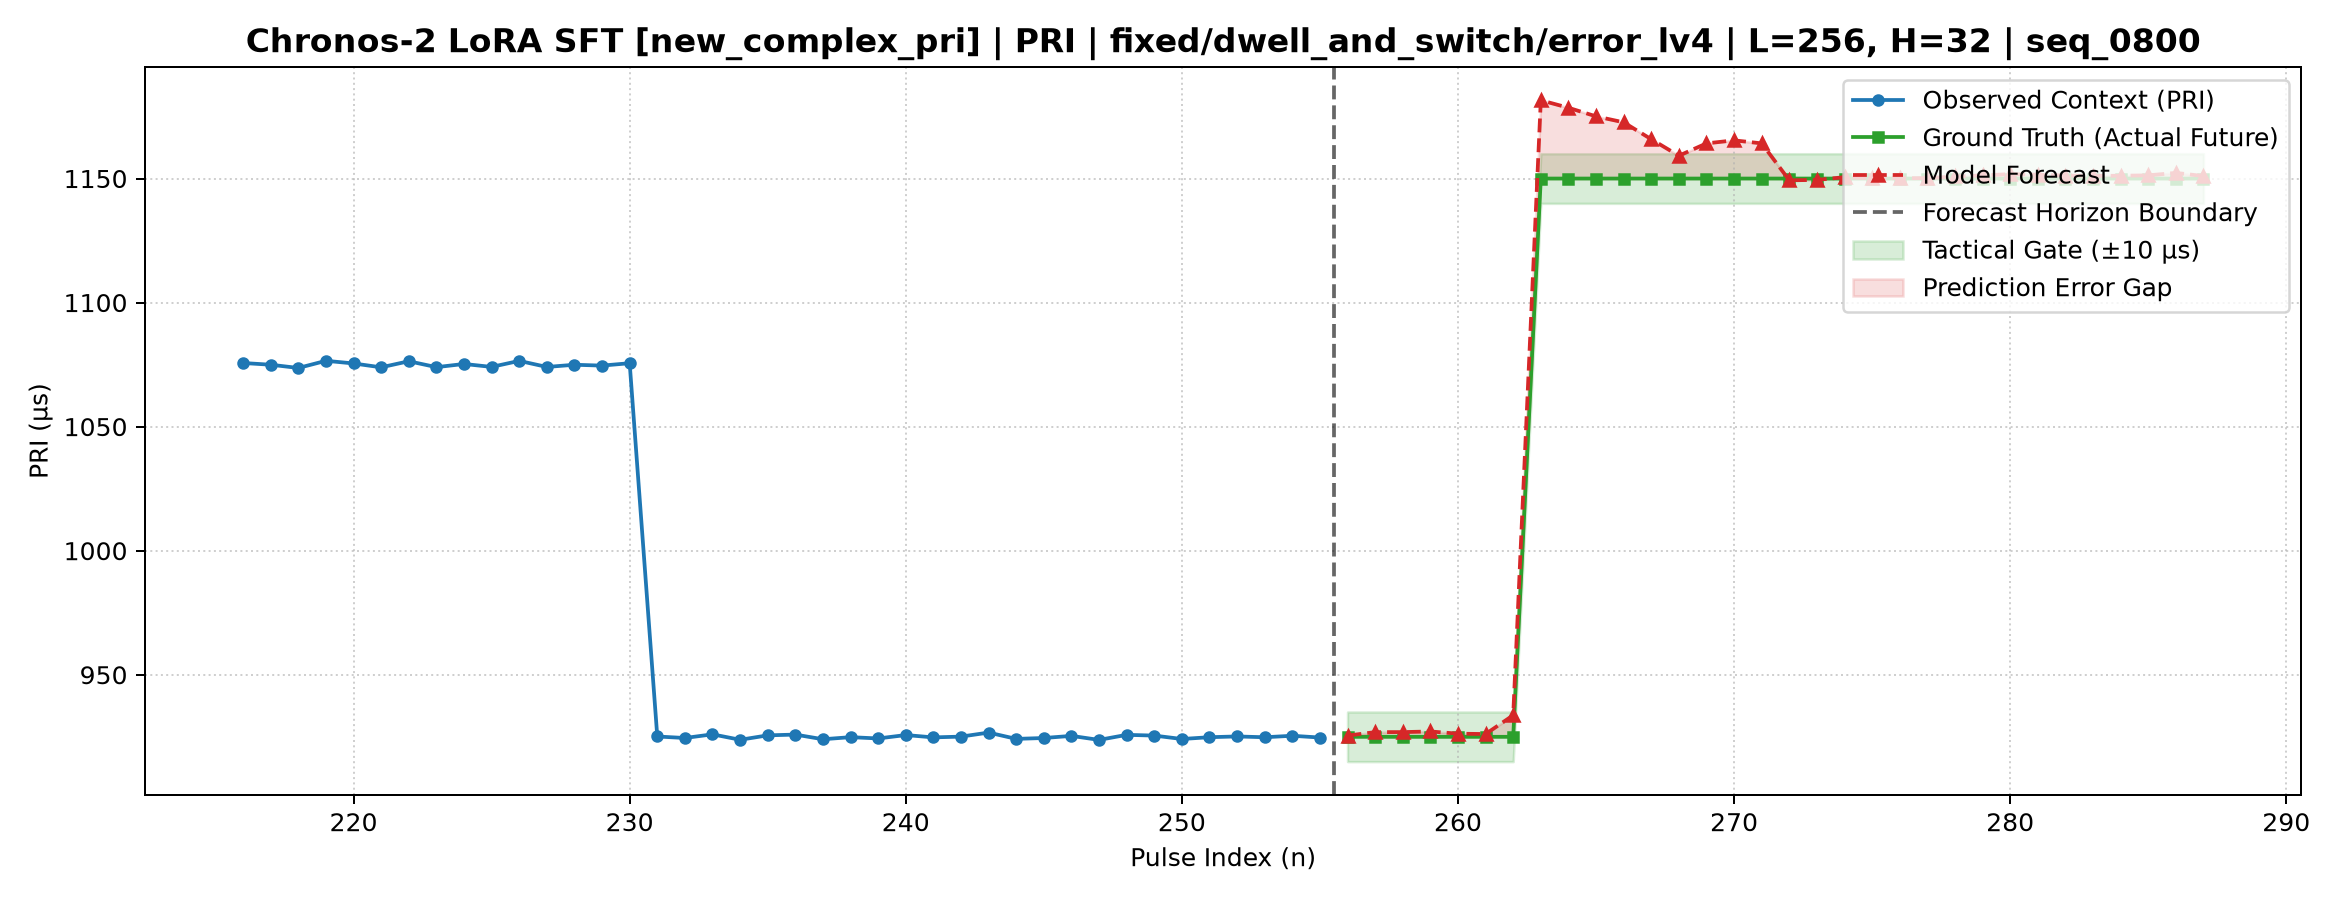 Chronos-2 LoRA SFT [new_complex_pri] | PRI | fixed/dwell_and_switch/error_lv4 | L=256, H=32 | seq_0800
Observed Context (PRI)
Ground Truth (Actual Future)
Model Forecast
Forecast Horizon Boundary
Tactical Gate (±10 μs)
Prediction Error Gap
PRI (μs)
1150
1100
1050
1000
950
220
230
240
250
260
270
280
290
Pulse Index (n)